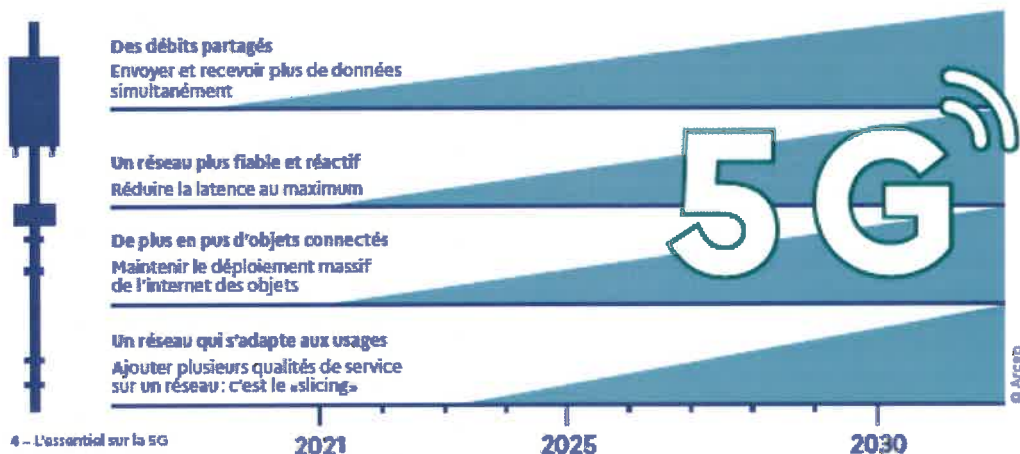 Des débits partagés
Envoyer et recevoir plus de données
simultanément
Un réseau plus fiable et réactif
Réduire la latence au maximum
De plus en pus d'objets connectés
Maintenir le déploiement massif
de l'internet des objets
Un réseau qui s'adapte aux usages
Ajouter plusieurs qualités de service
sur un réseau : c'est le «slicing»
5G
© Arcep
4 – L'essentiel sur la 5G
2021 2025 2030